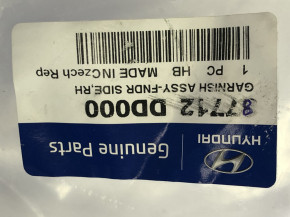 HYUNDAI
Genuine Parts
87712 DD000
GARNISH ASSY-FNDR SIDE,RH
1 PC HB MADE IN Czech Rep